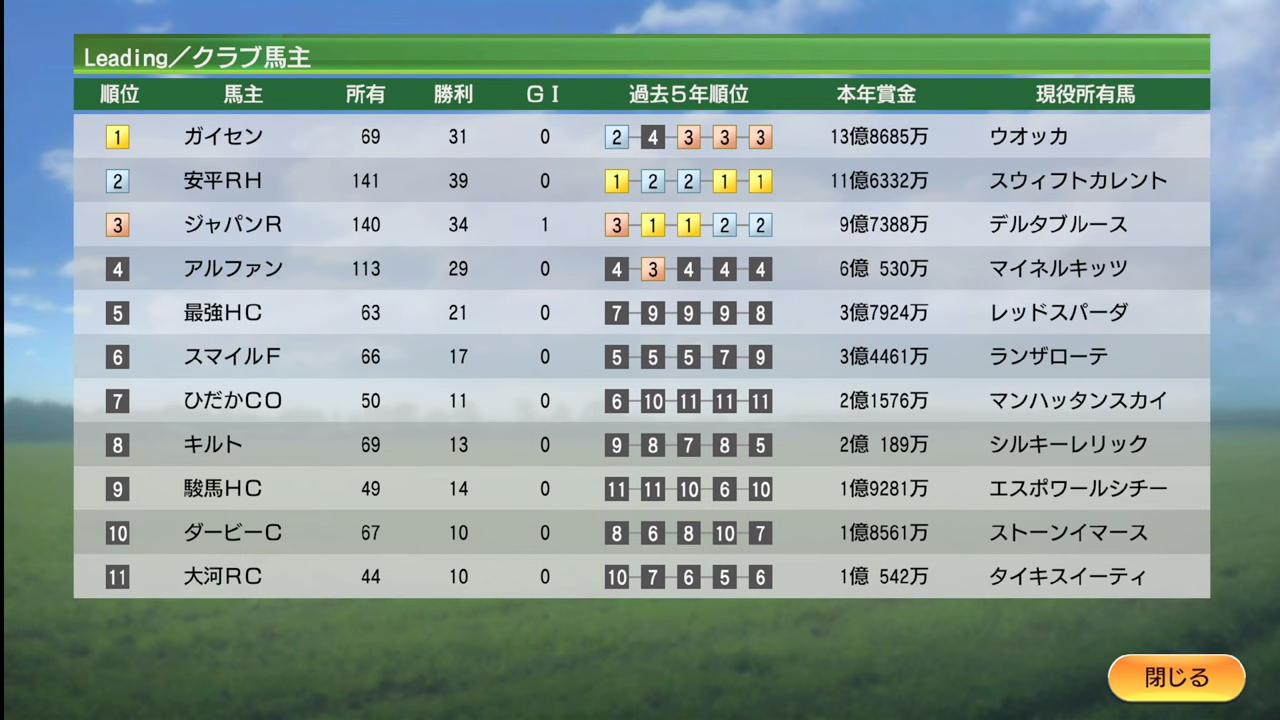 Leading／クラブ馬主
順位 馬主 所有 勝利 ＧⅠ 過去5年順位 本年賞金 現役所有馬
1 ガイセン 69 31 0 2 4 3 3 3 13億8685万 ウオッカ
2 安平ＲＨ 141 39 0 1 2 2 1 1 11億6332万 スウィフトカレント
3 ジャパンＲ 140 34 1 3 1 1 2 2 9億7388万 デルタブルース
4 アルファン 113 29 0 4 3 4 4 4 6億 530万 マイネルキッツ
5 最強ＨＣ 63 21 0 7 9 9 9 8 3億7924万 レッドスパーダ
6 スマイルＦ 66 17 0 5 5 5 7 9 3億4461万 ランザローテ
7 ひだかＣＯ 50 11 0 6 10 11 11 11 2億1576万 マンハッタンスカイ
8 キルト 69 13 0 9 8 7 8 5 2億 189万 シルキーレリック
9 駿馬ＨＣ 49 14 0 11 11 10 6 10 1億9281万 エスポワールシチー
10 ダービーＣ 67 10 0 8 6 8 10 7 1億8561万 ストーンイマース
11 大河ＲＣ 44 10 0 10 7 6 5 6 1億 542万 タイキスイーティ
閉じる